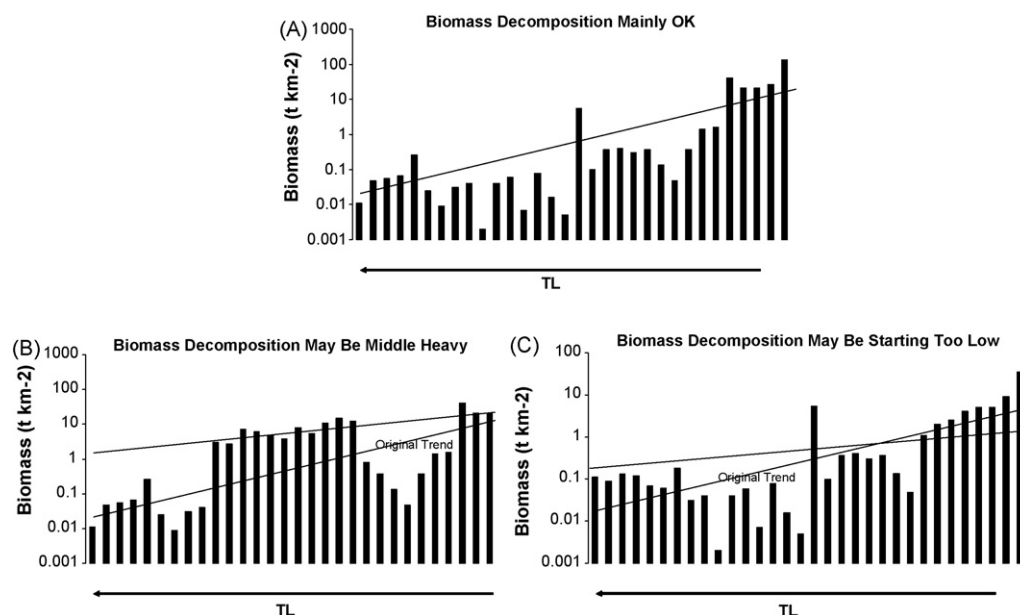 (A)
Biomass Decomposition Mainly OK
Biomass (t km-2)
1000
100
10
1
0.1
0.01
0.001
TL
(B)
Biomass Decomposition May Be Middle Heavy
Biomass (t km-2)
1000
100
10
1
0.1
0.01
0.001
Original Trend
TL
(C)
Biomass Decomposition May Be Starting Too Low
Biomass (t km-2)
100
10
1
0.1
0.01
0.001
Original Trend
TL